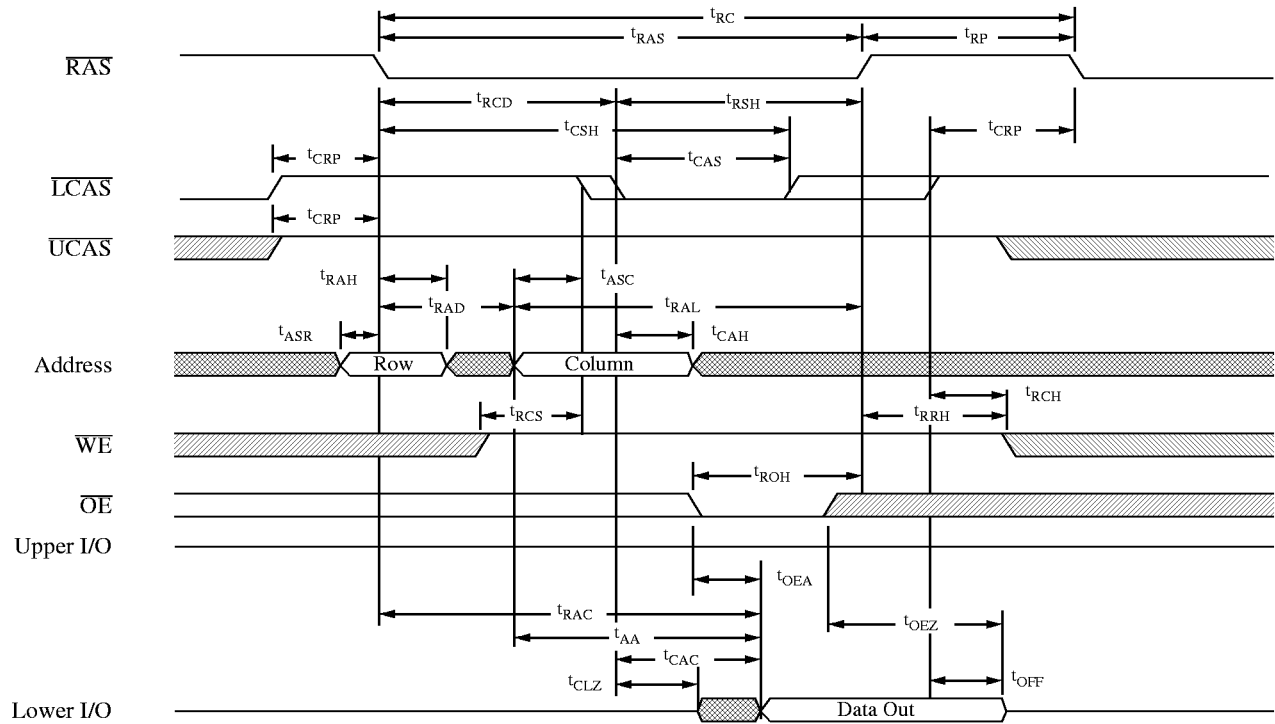 tRC
tRAS
tRP
RAS
tRCD
tRSH
tCSH
tCRP
tCRP
tCAS
LCAS
tCRP
UCAS
tRAH
tASC
tRAD
tRAL
tASR
tCAH
Address
Row
Column
tRCH
tRCS
tRRH
WE
tROH
OE
Upper I/O
tOEA
tRAC
tOEZ
tAA
tCAC
tCLZ
tOFF
Lower I/O
Data Out